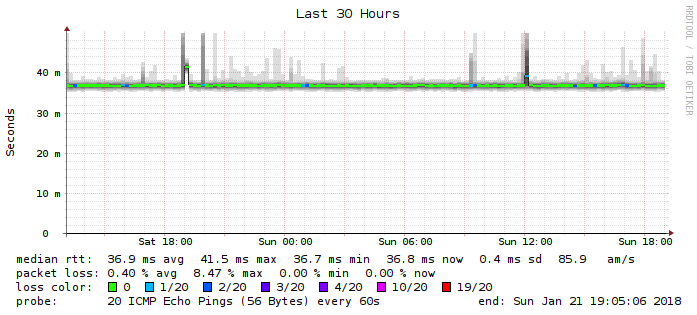 Last 30 Hours
RRDTOOL / TOBI OETIKER
Seconds
40 m
30 m
20 m
10 m
0
Sat 18:00 Sun 00:00 Sun 06:00 Sun 12:00 Sun 18:00
median rtt: 36.9 ms avg 41.5 ms max 36.7 ms min 36.8 ms now 0.4 ms sd 85.9 am/s
packet loss: 0.40 % avg 8.47 % max 0.00 % min 0.00 % now
loss color: 0 1/20 2/20 3/20 4/20 10/20 19/20
probe: 20 ICMP Echo Pings (56 Bytes) every 60s end: Sun Jan 21 19:05:06 2018